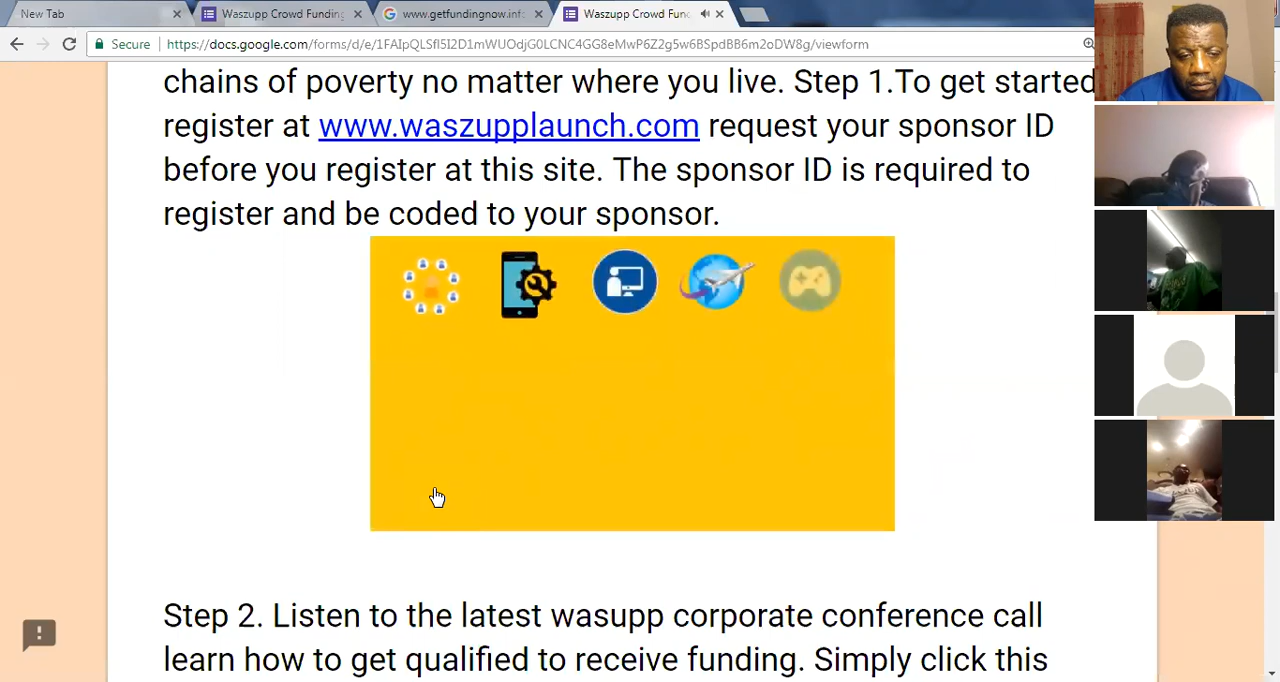 New Tab
Waszupp Crowd Funding
www.getfundingnow.inf
Waszupp Crowd Fund
Secure
https://docs.google.com/forms/d/e/1FAIpQLSfI5I2D1mWUOdjG0LCNC4GG8eMwP6Z2g5w6BSpdBB6m2oDW8g/viewform
chains of poverty no matter where you live. Step 1.To get started
register at www.waszupplaunch.com request your sponsor ID
before you register at this site. The sponsor ID is required to
register and be coded to your sponsor.
Step 2. Listen to the latest wasupp corporate conference call
learn how to get qualified to receive funding. Simply click this